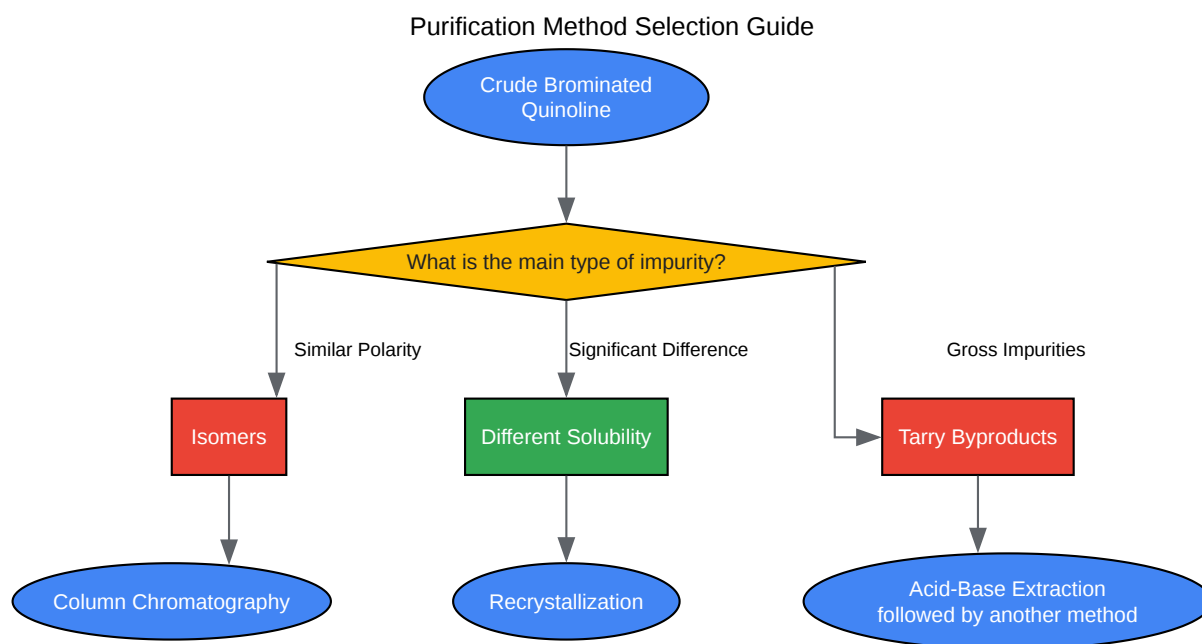 Purification Method Selection Guide
Crude Brominated
Quinoline
What is the main type of impurity?
Similar Polarity
Significant Difference
Gross Impurities
Isomers
Different Solubility
Tarry Byproducts
Column Chromatography
Recrystallization
Acid-Base Extraction
followed by another method